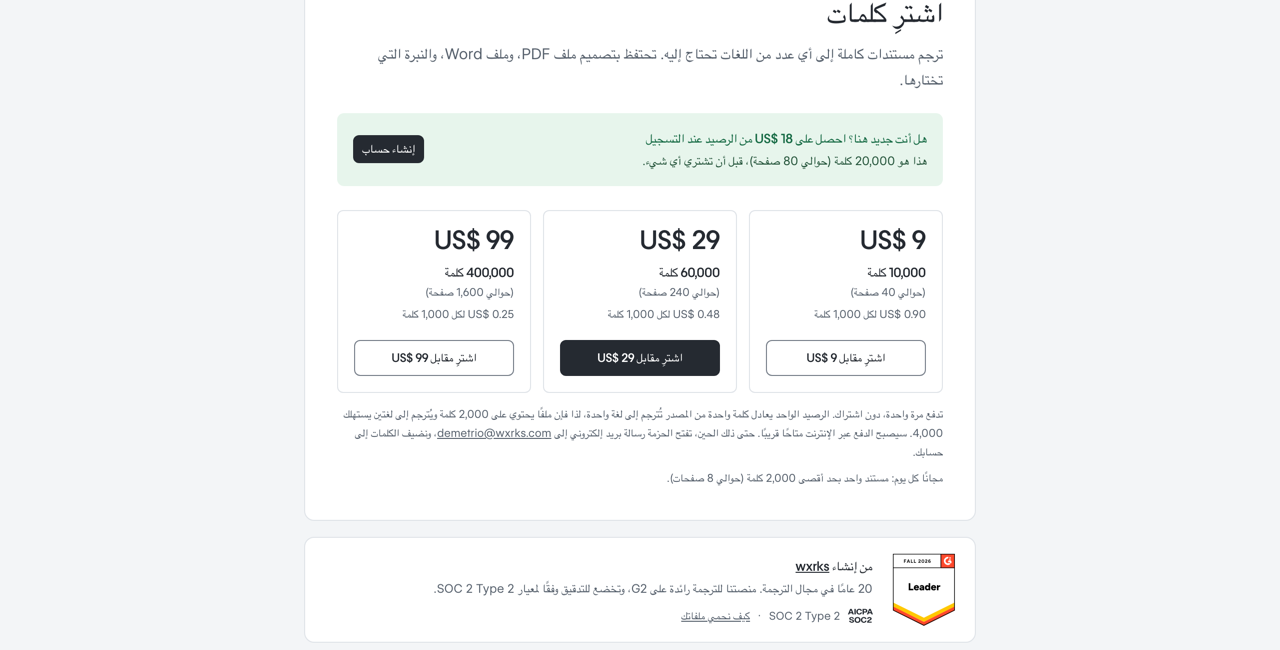 اشترِ كلمات
ترجم مستندات كاملة إلى أي عدد من اللغات تحتاج إليه. تحتفظ بتصميم ملف PDF، وملف Word، والنبرة التي
تختارها.
هل أنت جديد هنا؟ احصل على US$ 18 من الرصيد عند التسجيل
هذا هو 20,000 كلمة (حوالي 80 صفحة)، قبل أن تشتري أي شيء.
إنشاء حساب
US$ 9
10,000 كلمة
(حوالي 40 صفحة)
US$ 0.90 لكل 1,000 كلمة
اشترِ مقابل US$ 9
US$ 29
60,000 كلمة
(حوالي 240 صفحة)
US$ 0.48 لكل 1,000 كلمة
اشترِ مقابل US$ 29
US$ 99
400,000 كلمة
(حوالي 1,600 صفحة)
US$ 0.25 لكل 1,000 كلمة
اشترِ مقابل US$ 99
تدفع مرة واحدة، دون اشتراك. الرصيد الواحد يعادل كلمة واحدة من المصدر تُترجم إلى لغة واحدة، لذا فإن ملفًا يحتوي على 2,000 كلمة ويُترجم إلى لغتين يستهلك
4,000. سيصبح الدفع عبر الإنترنت متاحًا قريبًا. حتى ذلك الحين، تفتح الحزمة رسالة بريد إلكتروني إلى demetrio@wxrks.com، ونضيف الكلمات إلى
حسابك.
مجانًا كل يوم: مستند واحد بحد أقصى 2,000 كلمة (حوالي 8 صفحات).
FALL 2026
Leader
من إنشاء wxrks
20 عامًا في مجال الترجمة. منصتنا للترجمة رائدة على G2، وتخضع للتدقيق وفقًا لمعيار SOC 2 Type 2.
AICPA
SOC2
SOC 2 Type 2 · كيف نحمي ملفاتك